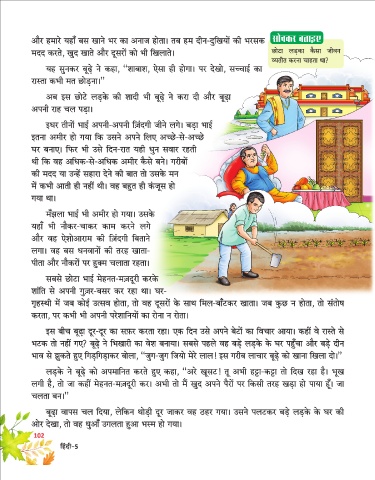 और हमारे यहाँ बस खाने भर का अनाज होता। तब हम दीन-दुखियों की भरसक
मदद करते, खुद खाते और दूसरों को भी खिलाते।
सोचकर बताइए
छोटा लड़का कैसा जीवन
व्यतीत करना चाहता था?
यह सुनकर बूढ़े ने कहा, “शाबाश, ऐसा ही होगा। पर देखो, सच्चाई का
रास्ता कभी मत छोड़ना।”
अब इस छोटे लड़के की शादी भी बूढ़े ने करा दी और बूढ़ा
अपनी राह चल पड़ा।
इधर तीनों भाई अपनी-अपनी ज़िंदगी जीने लगे। बड़ा भाई
इतना अमीर हो गया कि उसने अपने लिए अच्छे-से-अच्छे
घर बनाए। फिर भी उसे दिन-रात यही धुन सवार रहती
थी कि वह अधिक-से-अधिक अमीर कैसे बने। गरीबों
की मदद या उन्हें सहारा देने की बात तो उसके मन
में कभी आती ही नहीं थी। वह बहुत ही कंजूस हो
गया था।
मँझला भाई भी अमीर हो गया। उसके
यहाँ भी नौकर-चाकर काम करने लगे
और वह ऐशोआराम की ज़िंदगी बिताने
लगा। वह बस धनवानों की तरह खाता-
पीता और नौकरों पर हुक्म चलाता रहता।
सबसे छोटा भाई मेहनत-मज़दूरी करके
शांति से अपनी गुज़र-बसर कर रहा था। घर-
गृहस्थी में जब कोई उत्सव होता, तो वह दूसरों के साथ मिल-बाँटकर खाता। जब कुछ न होता, तो संतोष
करता, पर कभी भी अपनी परेशानियों का रोना न रोता।
इस बीच बूढ़ा दूर-दूर का सफ़र करता रहा। एक दिन उसे अपने बेटों का विचार आया। कहीं वे रास्ते से
भटक तो नहीं गए? बूढ़े ने भिखारी का वेश बनाया। सबसे पहले वह बड़े लड़के के घर पहुँचा और बड़े दीन
भाव से झुकते हुए गिड़गिड़ाकर बोला, “जुग-जुग जियो मेरे लाल! इस गरीब लाचार बूढ़े को खाना खिला दो।”
लड़के ने बूढ़े को अपमानित करते हुए कहा, “अरे खूसट! तू अभी हट्टा-कट्टा तो दिख रहा है। भूख
लगी है, तो जा कहीं मेहनत-मज़दूरी कर। अभी तो मैं खुद अपने पैरों पर किसी तरह खड़ा हो पाया हूँ। जा
चलता बन।”
बूढ़ा वापस चल दिया, लेकिन थोड़ी दूर जाकर वह ठहर गया। उसने पलटकर बड़े लड़के के घर की
ओर देखा, तो वह धुआँ उगलता हुआ भस्म हो गया।
102
हिंदी-5